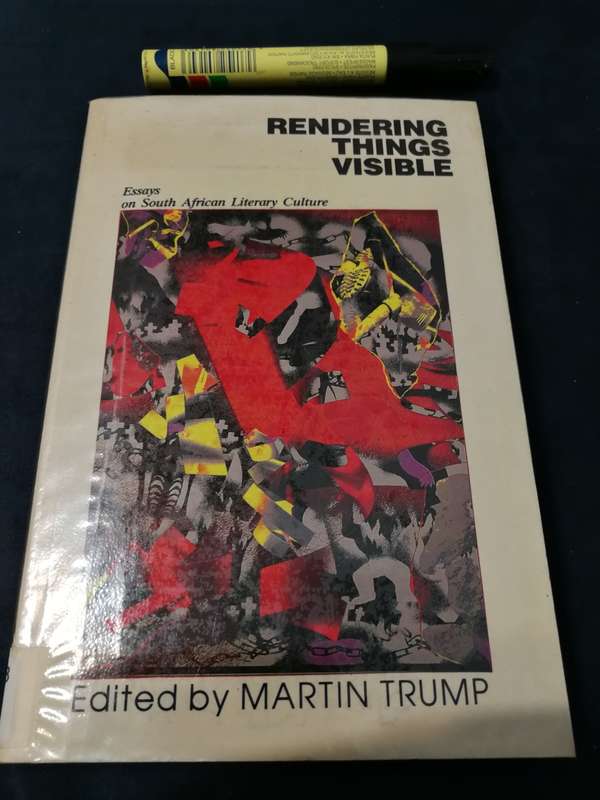 RENDERING
THINGS
VISIBLE
Essays
on South African Literary Culture
Edited by MARTIN TRUMP